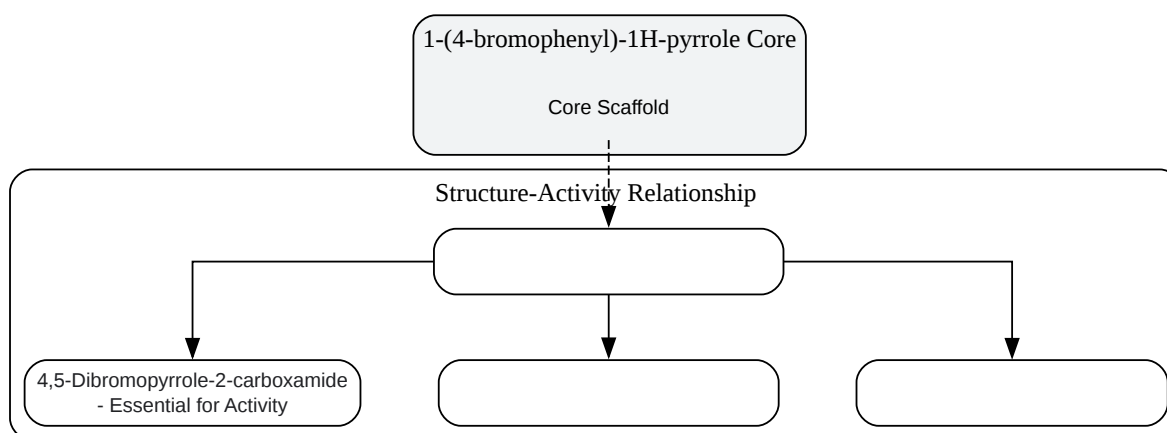 1-(4-bromophenyl)-1H-pyrrole Core
Core Scaffold
Structure-Activity Relationship
4,5-Dibromopyrrole-2-carboxamide
- Essential for Activity